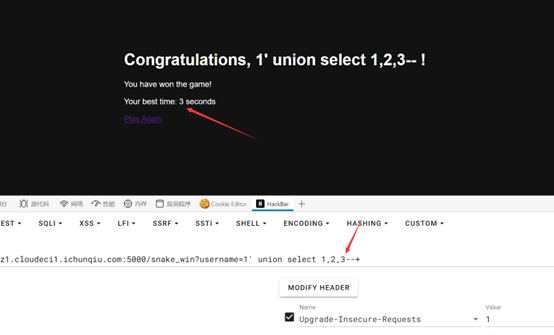 Congratulations, 1' union select 1,2,3-- !
You have won the game!
Your best time: 3 seconds
Play Again
源代码 网络 性能 内存 应用程序 Cookie Editor HackBar
EST SQLI XSS LFI SSRF SSTI SHELL ENCODING HASHING CUSTOM
z1.cloudeci1.ichunqiu.com:5000/snake_win?username=1' union select 1,2,3--+
MODIFY HEADER
Name Value
Upgrade-Insecure-Requests 1